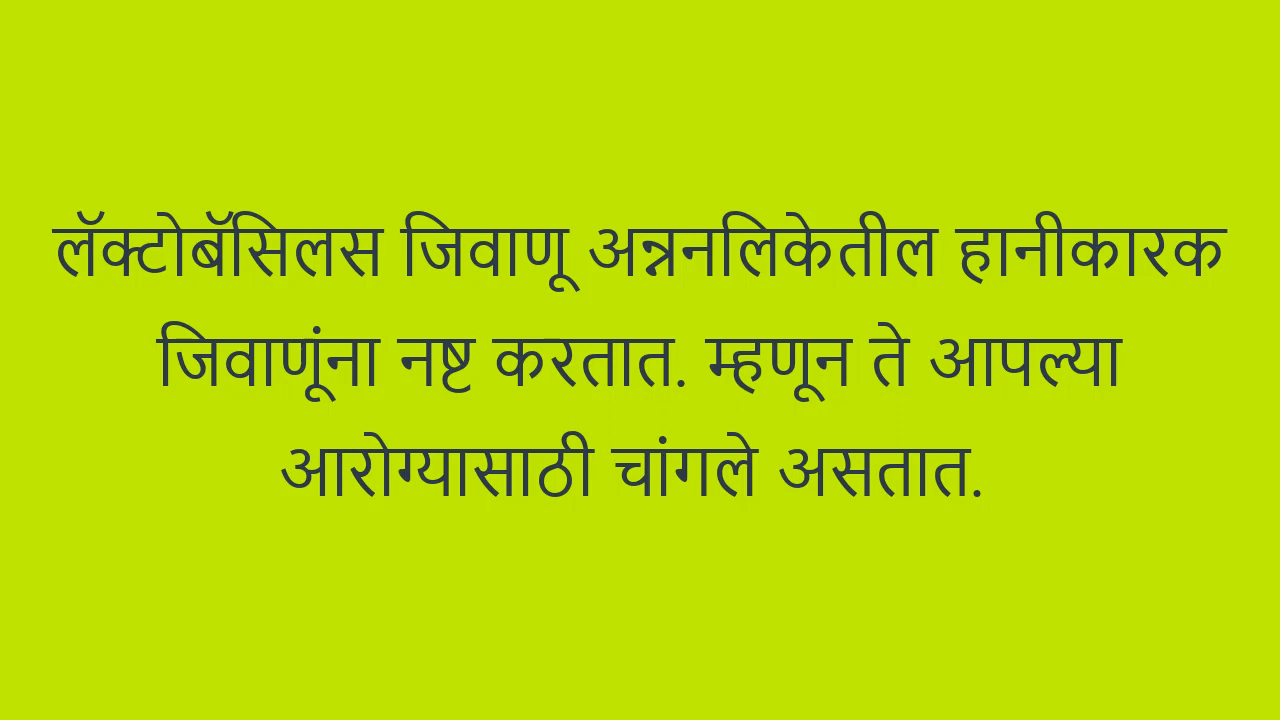 लॅक्टोबॅसिलस जिवाणू अन्ननलिकेतील हानीकारक
जिवाणूंना नष्ट करतात. म्हणून ते आपल्या
आरोग्यासाठी चांगले असतात.